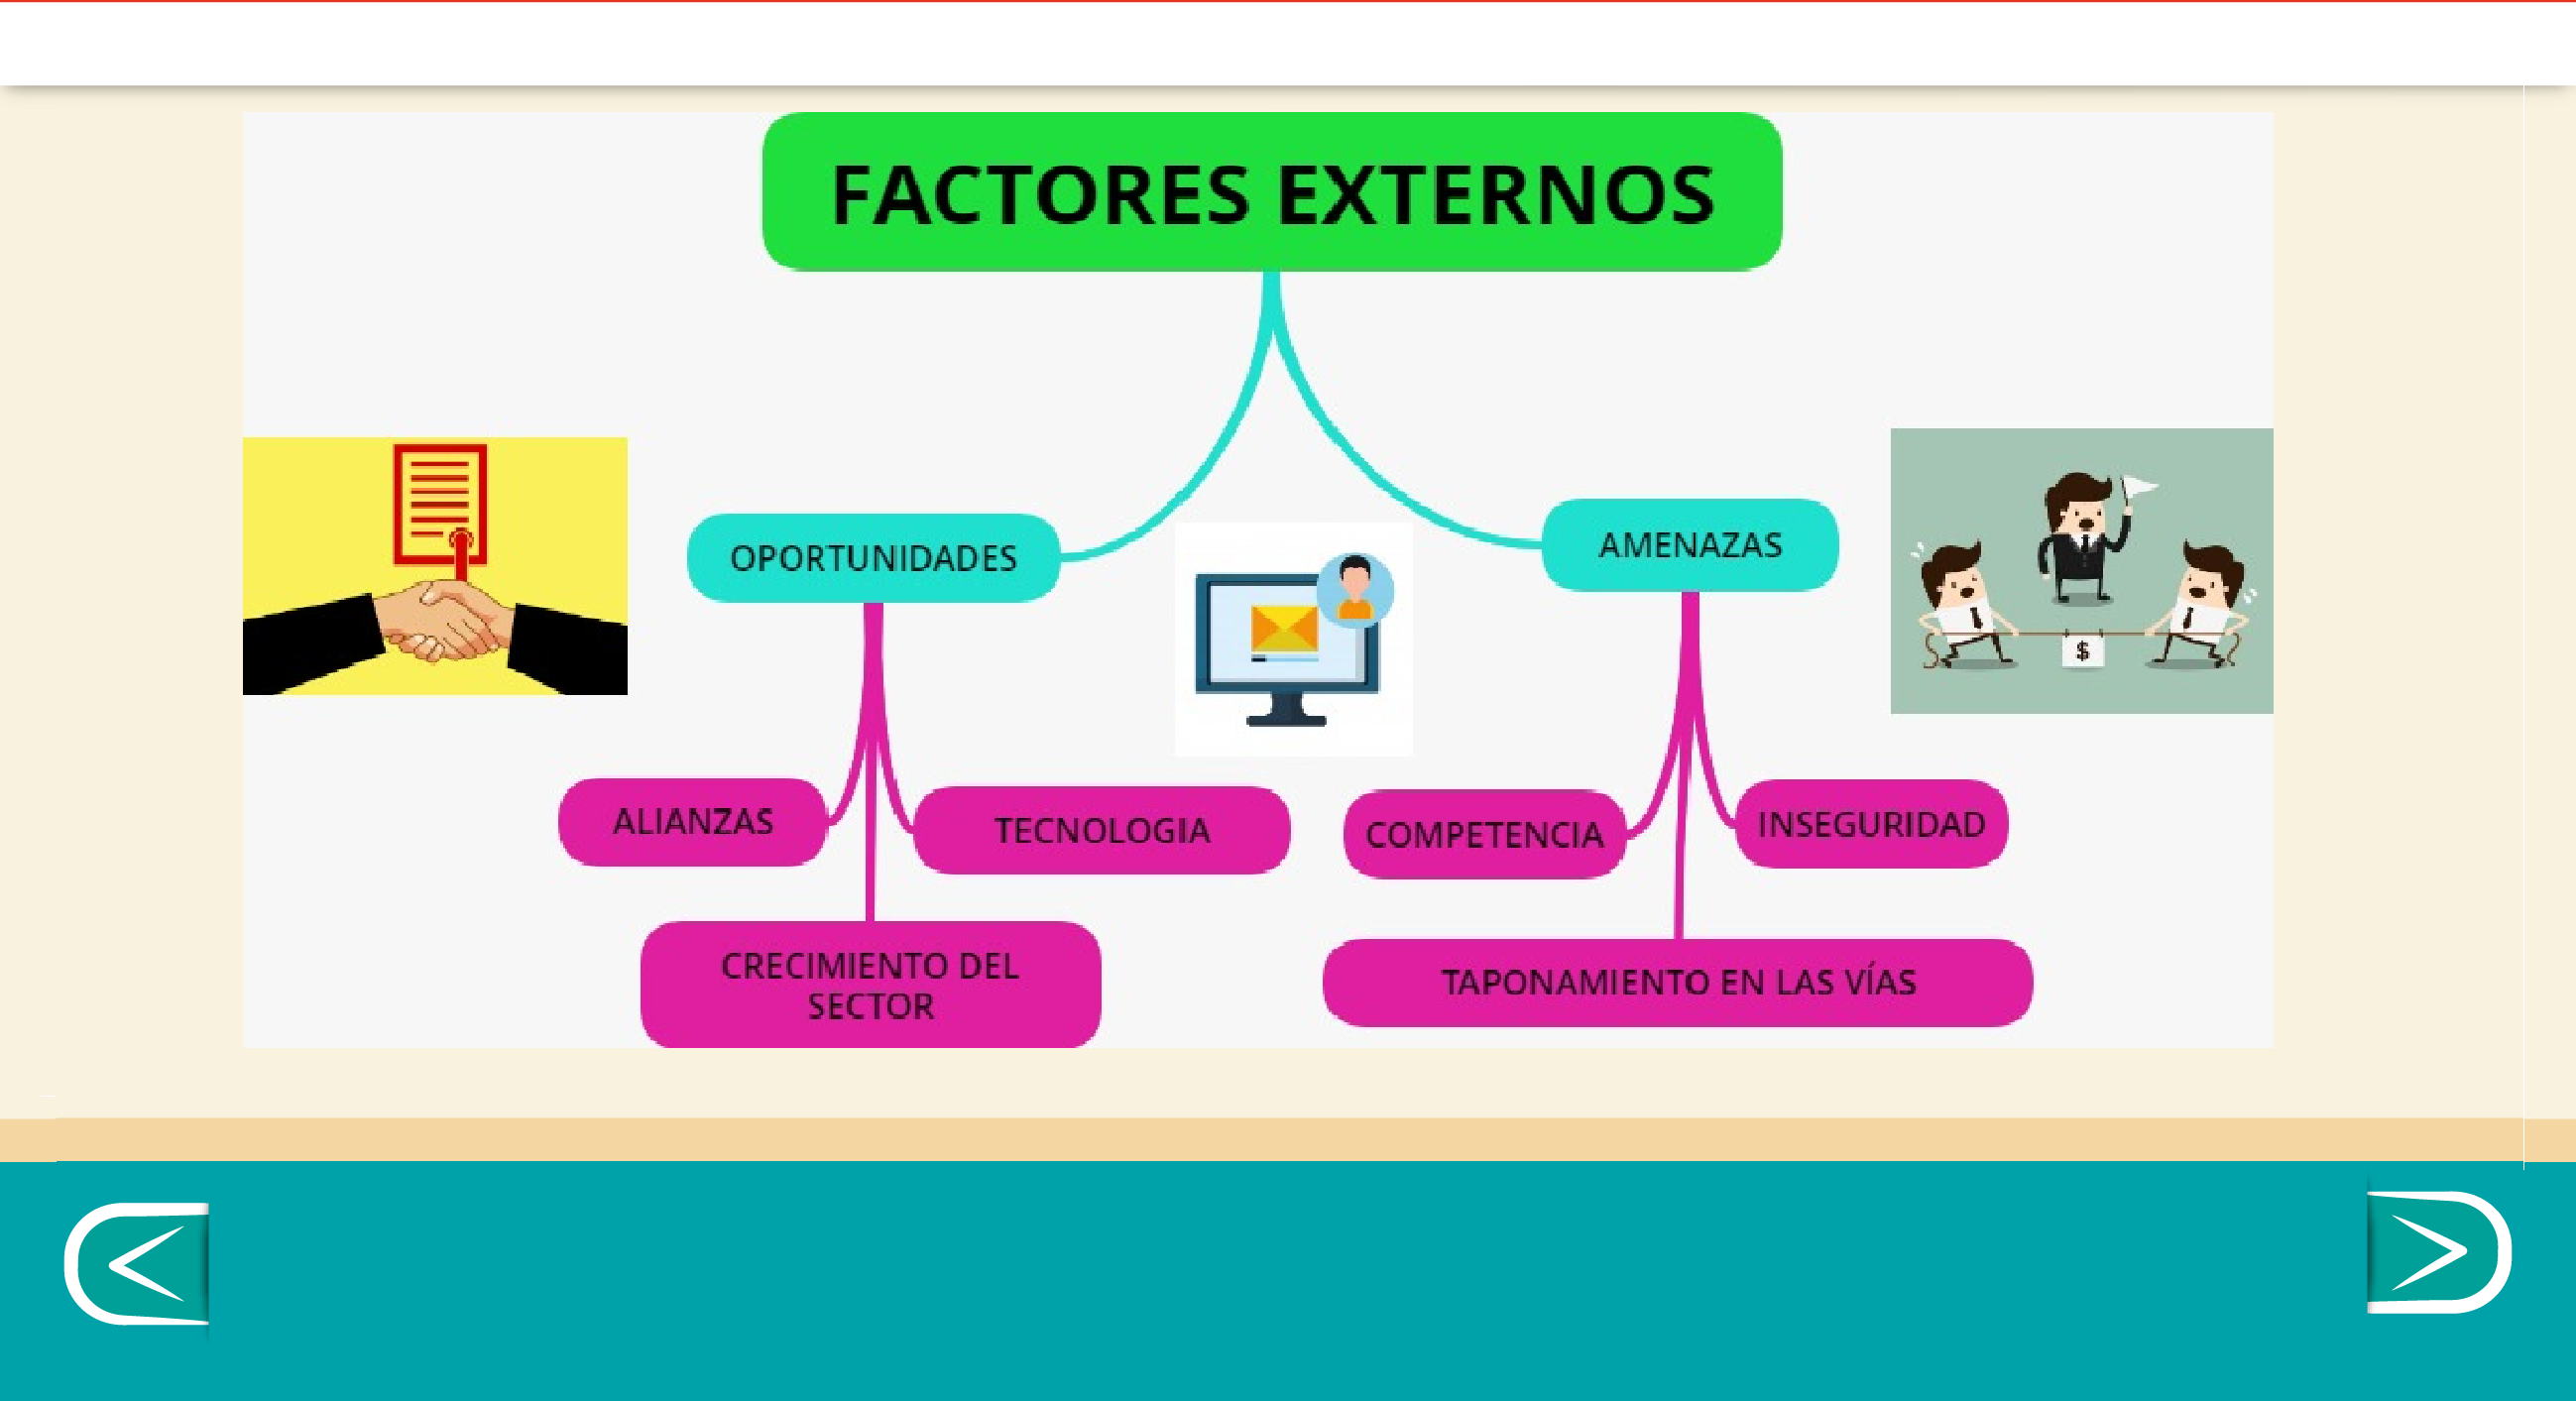 FACTORES EXTERNOS
OPORTUNIDADES
AMENAZAS
$
ALIANZAS
TECNOLOGIA
COMPETENCIA
INSEGURIDAD
CRECIMIENTO DEL
SECTOR
TAPONAMIENTO EN LAS VÍAS